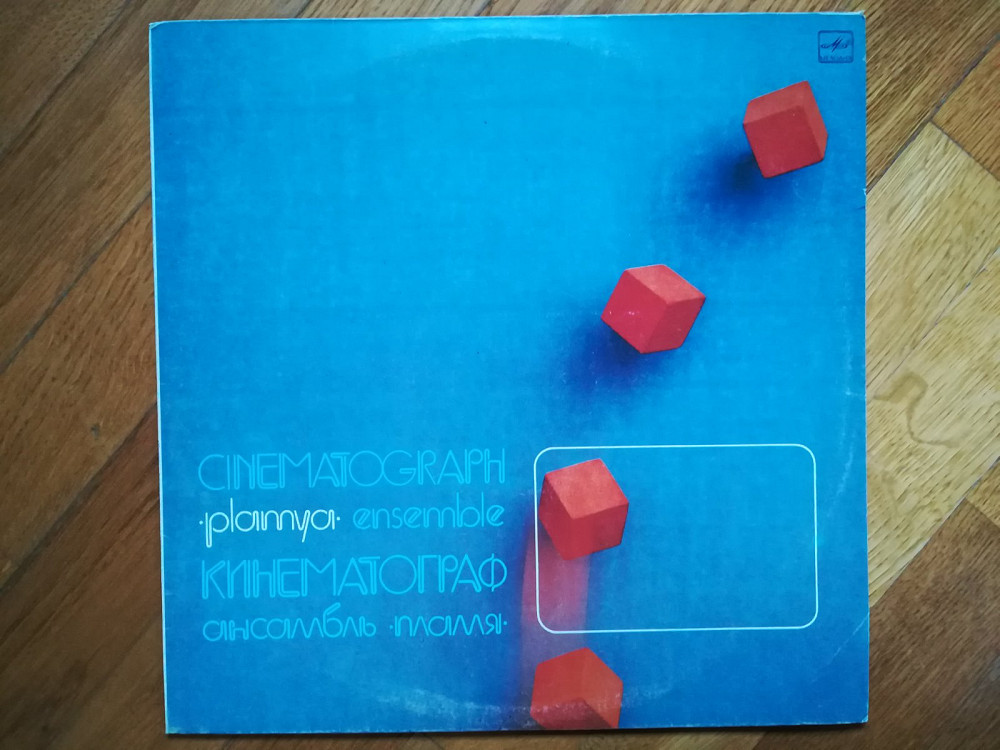 CINEMATOGRAPH
·plamya· ensemble
КИНЕМАТОГРАФ
ансамбль ·пламя·